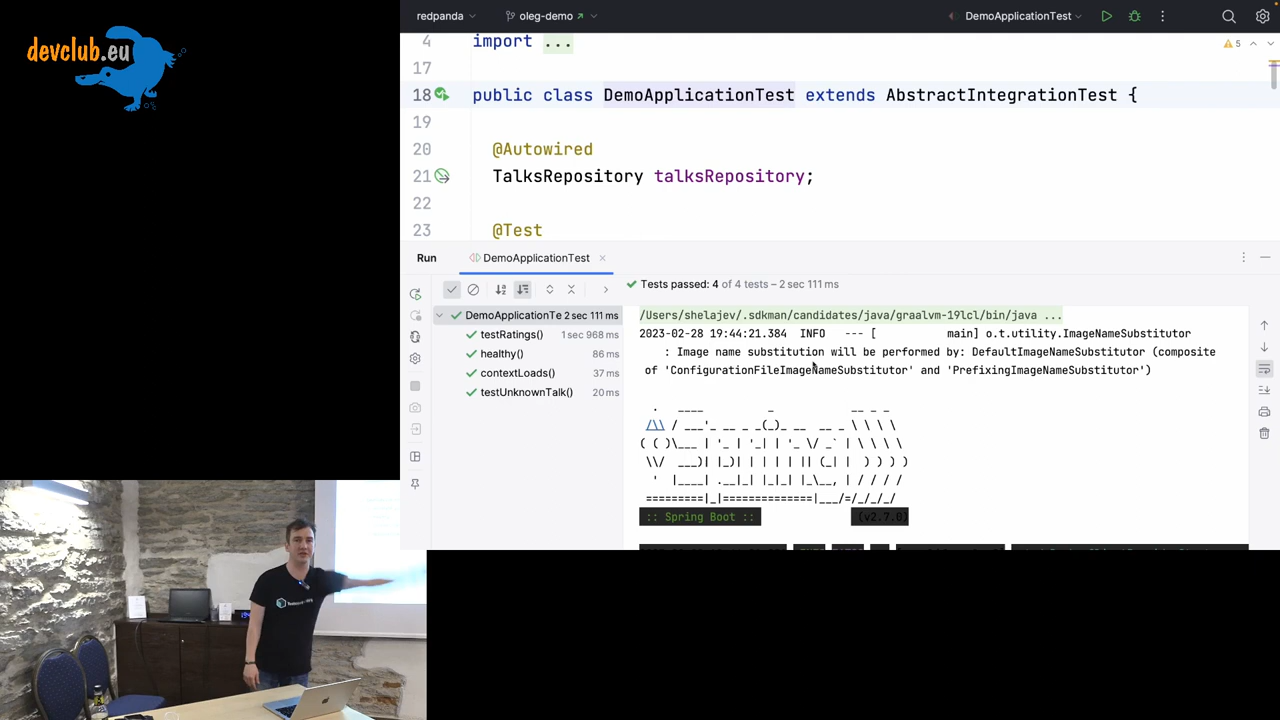 devclub.eu
redpanda
oleg-demo
DemoApplicationTest
4 import ...
5
17
18 public class DemoApplicationTest extends AbstractIntegrationTest {
19
20 @Autowired
21 TalksRepository talksRepository;
22
23 @Test
Run
DemoApplicationTest
Tests passed: 4 of 4 tests – 2 sec 111 ms
DemoApplicationTe 2 sec 111 ms
testRatings() 1 sec 968 ms
healthy() 86 ms
contextLoads() 37 ms
testUnknownTalk() 20 ms
/Users/shelajev/.sdkman/candidates/java/graalvm-19lcl/bin/java ...
2023-02-28 19:44:21.384 INFO --- [ main] o.t.utility.ImageNameSubstitutor
: Image name substitution will be performed by: DefaultImageNameSubstitutor (composite
of 'ConfigurationFileImageNameSubstitutor' and 'PrefixingImageNameSubstitutor')
:: Spring Boot :: (v2.7.0)